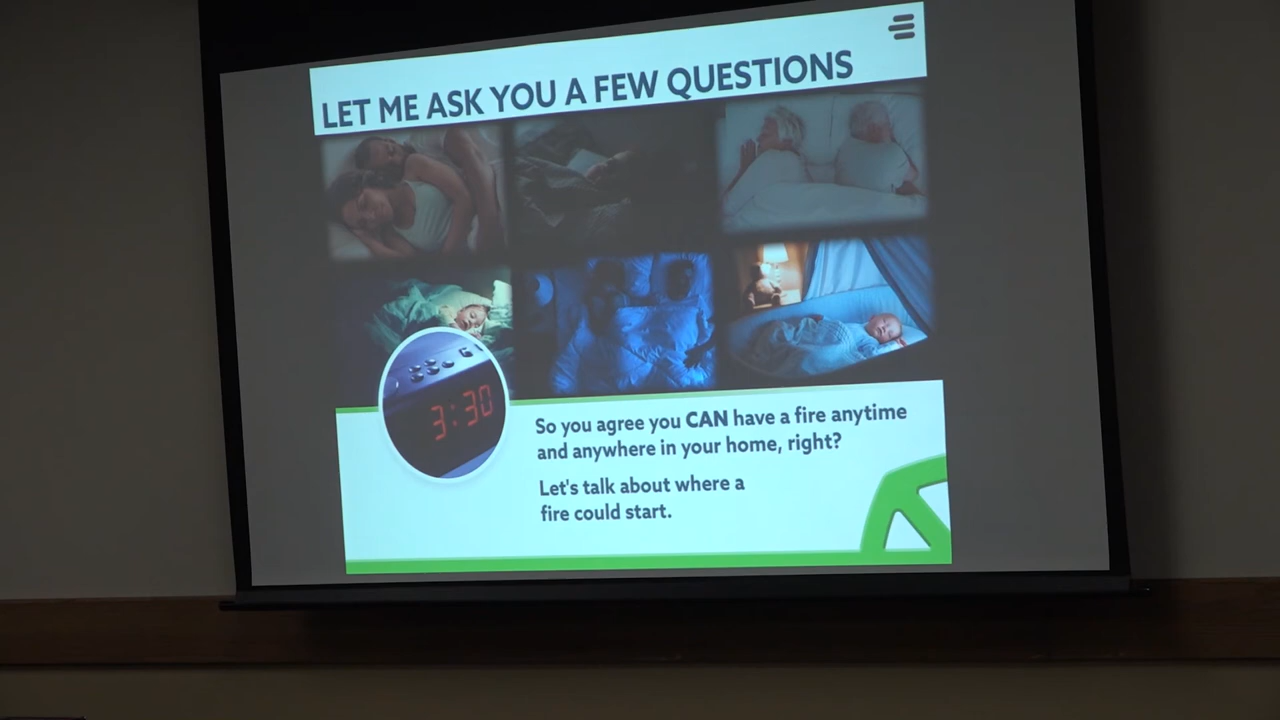 LET ME ASK YOU A FEW QUESTIONS
3:30
So you agree you CAN have a fire anytime
and anywhere in your home, right?
Let's talk about where a
fire could start.